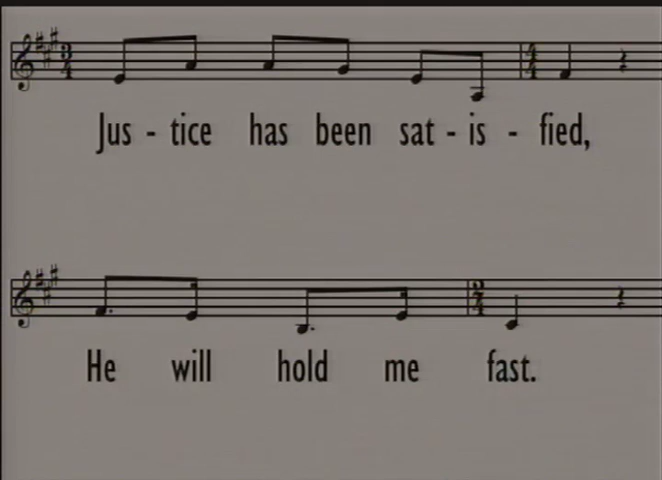 Jus - tice has been sat - is - fied,
He will hold me fast.